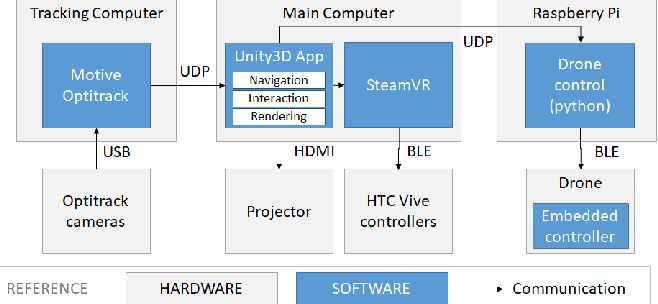 Tracking Computer
Main Computer
Raspberry Pi
Motive
Optitrack
UDP
Unity3D App
Navigation
Interaction
Rendering
SteamVR
UDP
Drone
control
(python)
USB
HDMI
BLE
BLE
Optitrack
cameras
Projector
HTC Vive
controllers
Drone
Embedded
controller
REFERENCE
HARDWARE
SOFTWARE
Communication